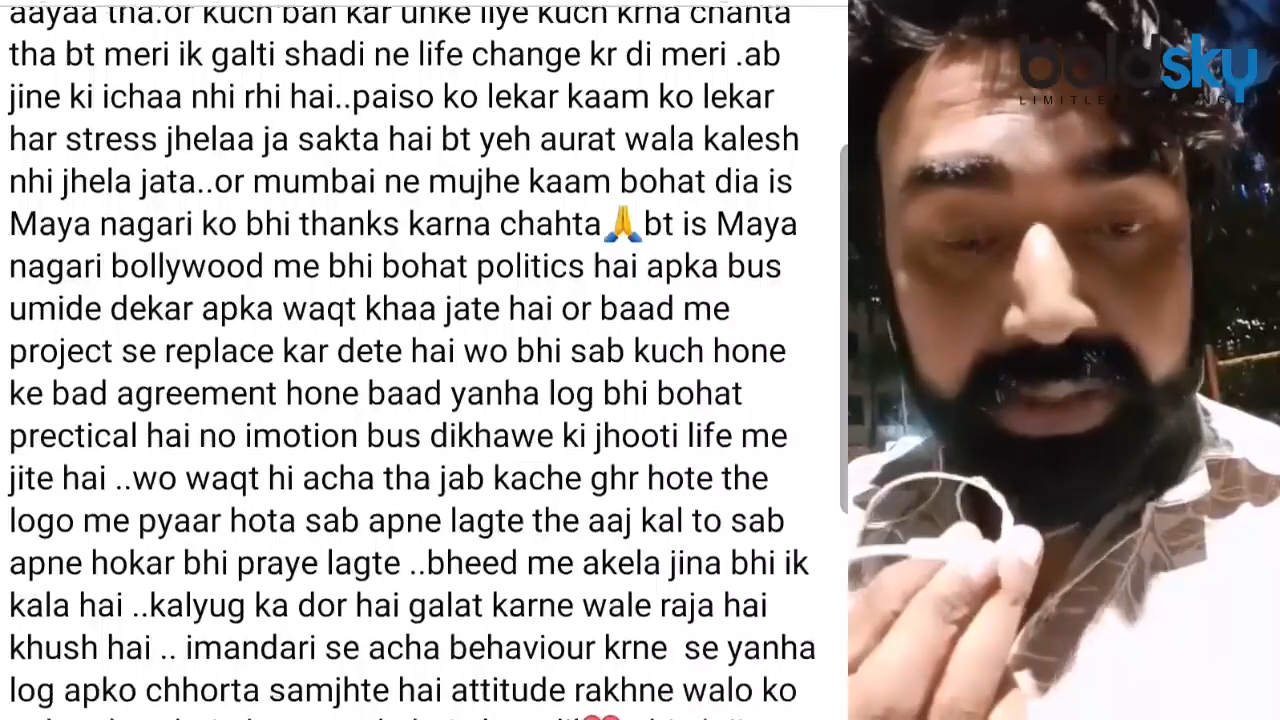 aayaa tha.or kuch ban kar unke liye kuch krna chahta
tha bt meri ik galti shadi ne life change kr di meri .ab
jine ki ichaa nhi rhi hai..paiso ko lekar kaam ko lekar
har stress jhelaa ja sakta hai bt yeh aurat wala kalesh
nhi jhela jata..or mumbai ne mujhe kaam bohat dia is
Maya nagari ko bhi thanks karna chahta🙏bt is Maya
nagari bollywood me bhi bohat politics hai apka bus
umide dekar apka waqt khaa jate hai or baad me
project se replace kar dete hai wo bhi sab kuch hone
ke bad agreement hone baad yanha log bhi bohat
prectical hai no imotion bus dikhawe ki jhooti life me
jite hai ..wo waqt hi acha tha jab kache ghr hote the
logo me pyaar hota sab apne lagte the aaj kal to sab
apne hokar bhi praye lagte ..bheed me akela jina bhi ik
kala hai ..kalyug ka dor hai galat karne wale raja hai
khush hai .. imandari se acha behaviour krne  se yanha
log apko chhorta samjhte hai attitude rakhne walo ko
boldsky